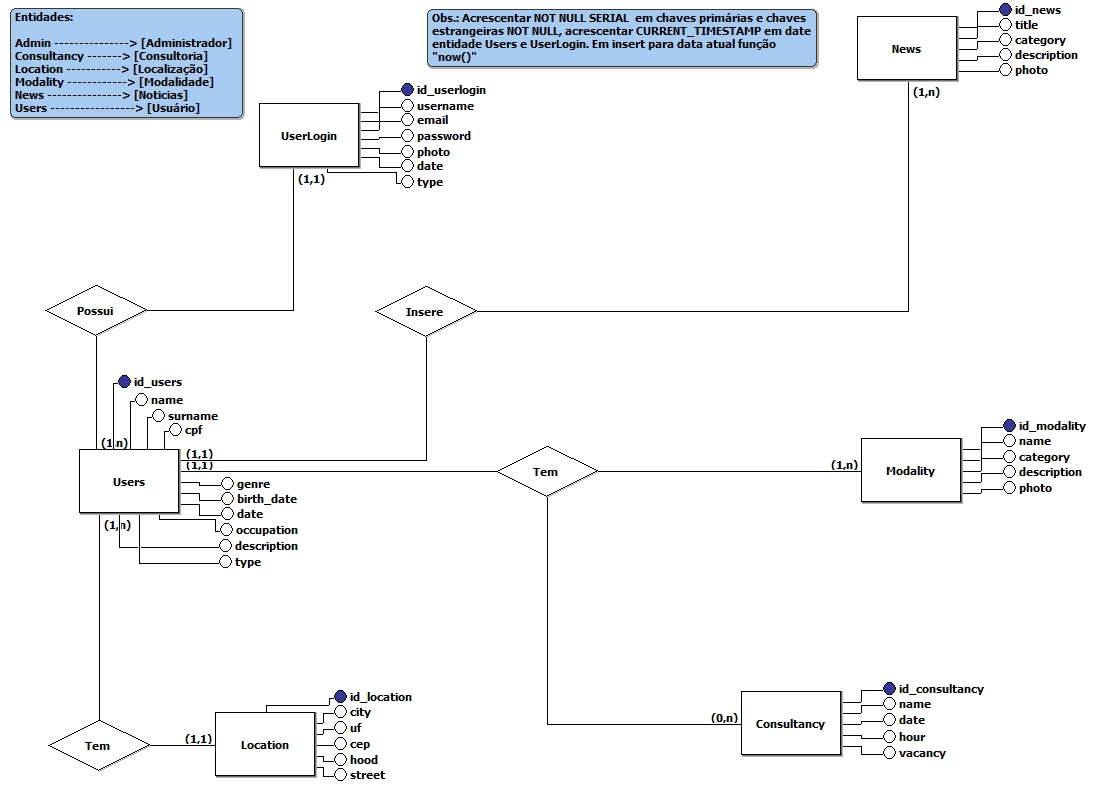 Entidades:
Admin ---------------> [Administrador]
Consultancy -------> [Consultoria]
Location -----------> [Localização]
Modality ------------> [Modalidade]
News ---------------> [Noticias]
Users -----------------> [Usuário]
Obs.: Acrescentar NOT NULL SERIAL em chaves primárias e chaves
estrangeiras NOT NULL, acrescentar CURRENT_TIMESTAMP em date
entidade Users e UserLogin. Em insert para data atual função
"now()"
News
id_news
title
category
description
photo
(1,n)
UserLogin
id_userlogin
username
email
password
photo
date
type
(1,1)
Possui
Insere
id_users
name
surname
cpf
(1,n)
(1,1)
(1,1)
Users
genre
birth_date
date
occupation
description
type
(1,n)
Tem
(1,n)
Modality
id_modality
name
category
description
photo
Tem
(1,1)
Location
id_location
city
uf
cep
hood
street
(0,n)
Consultancy
id_consultancy
name
date
hour
vacancy